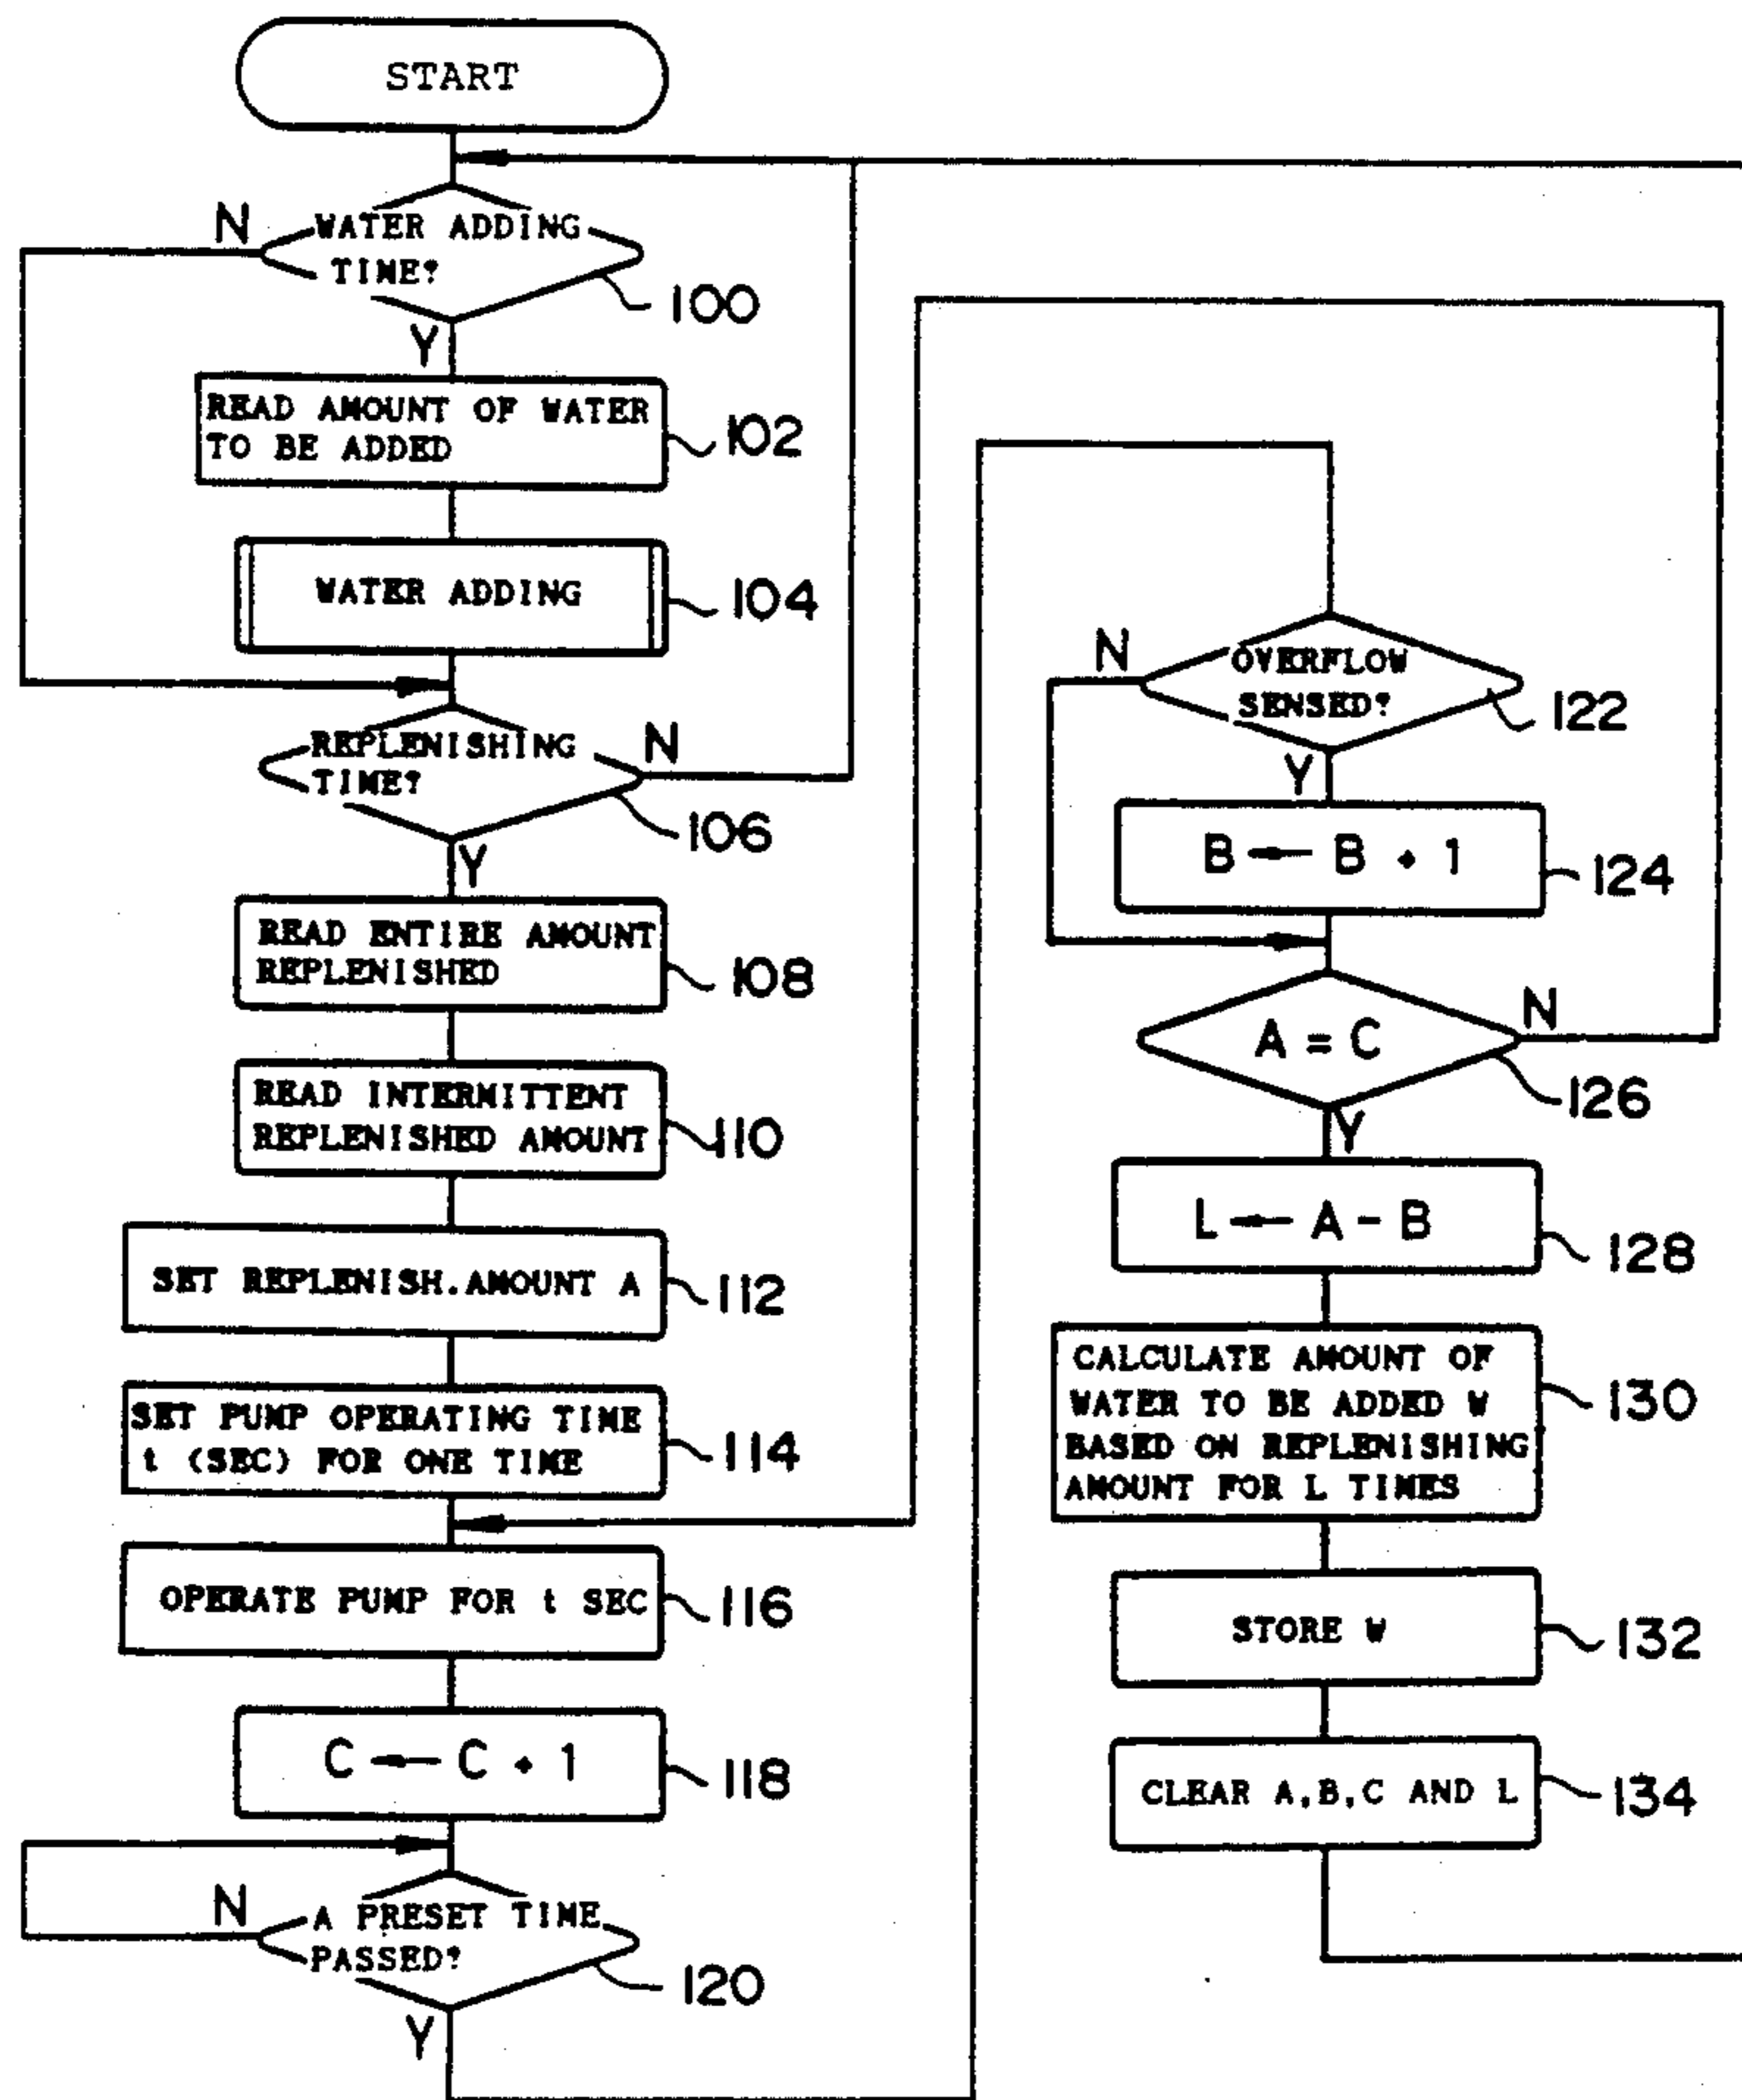 START
N
WATER ADDING
TIME?
100
Y
READ AMOUNT OF WATER
TO BE ADDED
102
WATER ADDING
104
REPLENISHING
TIME?
N
106
Y
READ ENTIRE AMOUNT
REPLENISHED
108
READ INTERMITTENT
REPLENISHED AMOUNT
110
SET REPLENISH.AMOUNT A
112
SET PUMP OPERATING TIME
t (SEC) FOR ONE TIME
114
OPERATE PUMP FOR t SEC
116
C ← C + 1
118
N
A PRESET TIME
PASSED?
120
Y
N
OVERFLOW
SENSED?
122
Y
B ← B + 1
124
A = C
N
126
Y
L ← A - B
128
CALCULATE AMOUNT OF
WATER TO BE ADDED W
BASED ON REPLENISHING
AMOUNT FOR L TIMES
130
STORE W
132
CLEAR A,B,C AND L
134